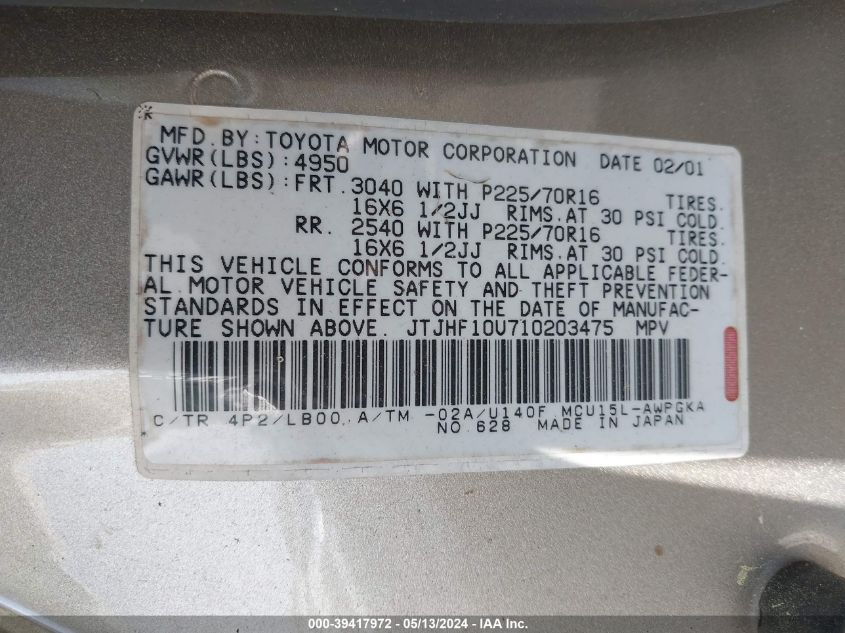 MFD.BY:TOYOTA MOTOR CORPORATION DATE 02/01
GVWR(LBS):4950
GAWR(LBS):FRT.3040 WITH P225/70R16 TIRES.
16X6 1/2JJ RIMS.AT 30 PSI COLD.
RR. 2540 WITH P225/70R16 TIRES.
16X6 1/2JJ RIMS.AT 30 PSI COLD.
THIS VEHICLE CONFORMS TO ALL APPLICABLE FEDER-
AL MOTOR VEHICLE SAFETY AND THEFT PREVENTION
STANDARDS IN EFFECT ON THE DATE OF MANUFAC-
TURE SHOWN ABOVE. JTJHF10U710203475 MPV
C/TR 4P2/LB00 A/TM -02A/U140F MCU15L-AWPGKA
NO.628 MADE IN JAPAN
000-39417972 - 05/13/2024 - IAA Inc.